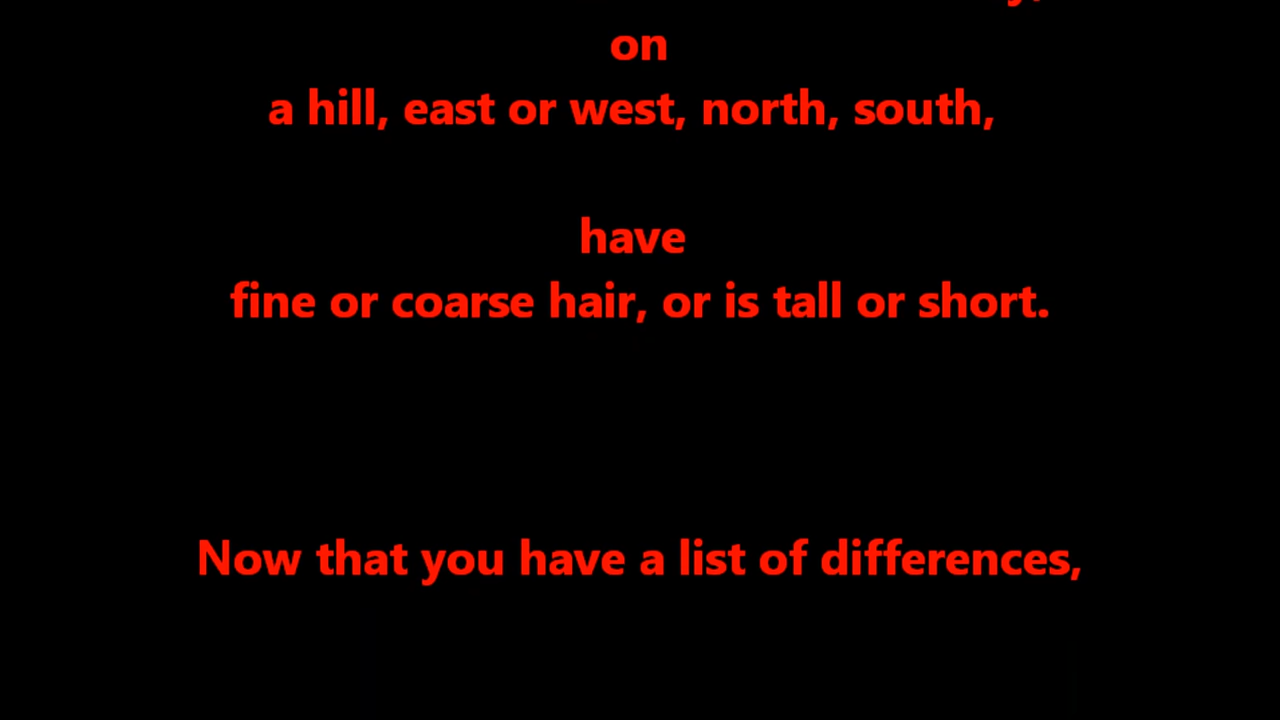 on
a hill, east or west, north, south,
have
fine or coarse hair, or is tall or short.
Now that you have a list of differences,